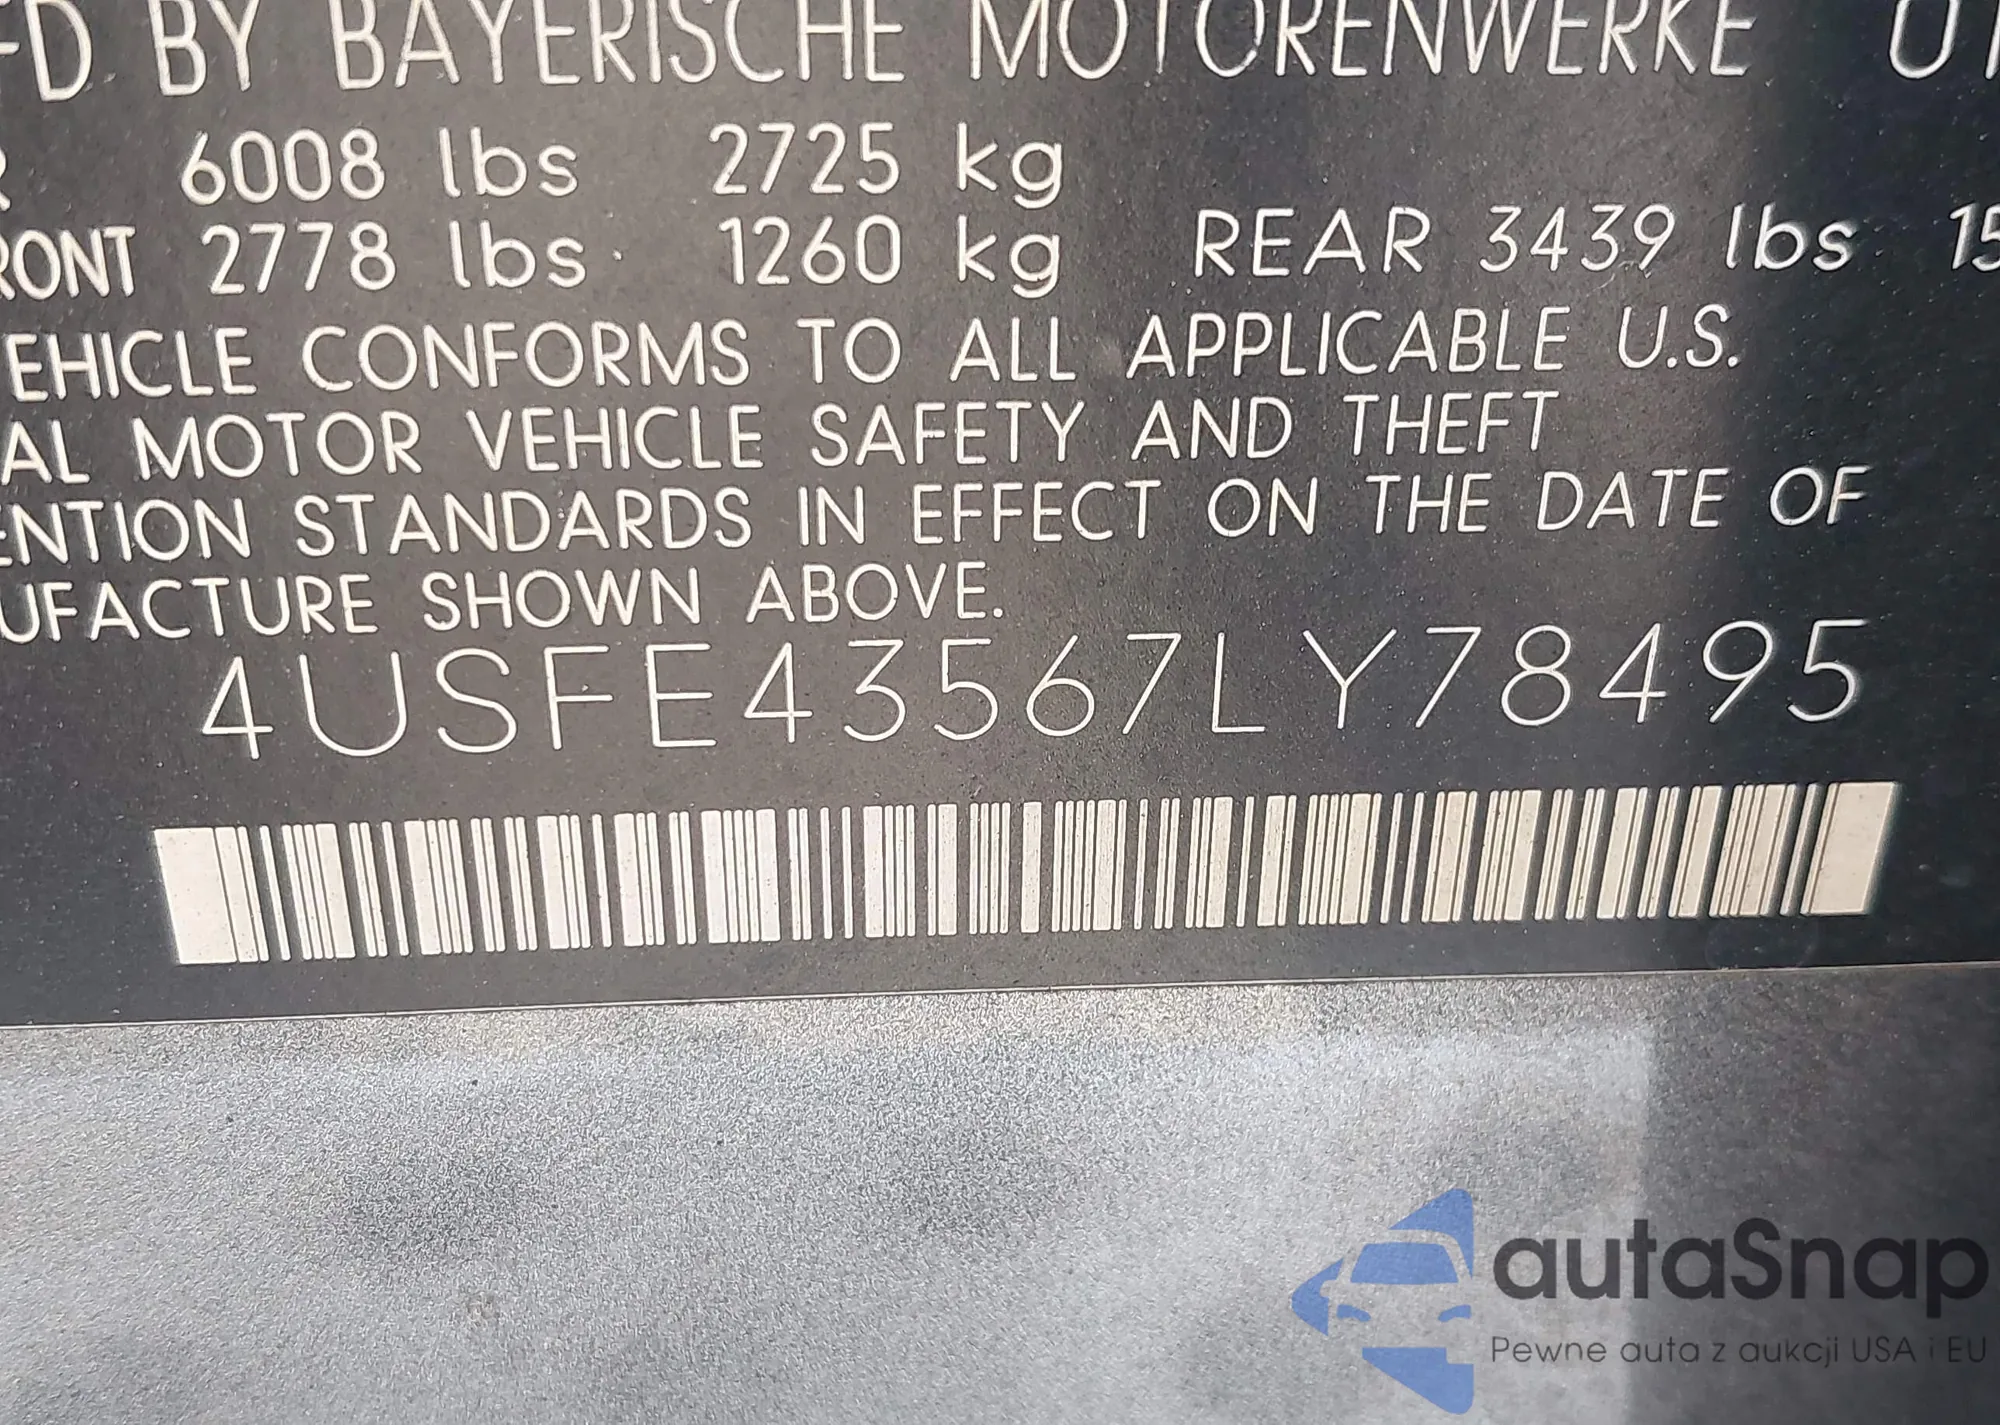 FD BY BAYERISCHE MOTORENWERKE
R 6008 lbs 2725 kg
RONT 2778 lbs 1260 kg REAR 3439 lbs 15
EHICLE CONFORMS TO ALL APPLICABLE U.S.
AL MOTOR VEHICLE SAFETY AND THEFT
ENTION STANDARDS IN EFFECT ON THE DATE OF
UFACTURE SHOWN ABOVE.
4USFE43567LY78495
autaSnap
Pewne auta z aukcji USA i EU